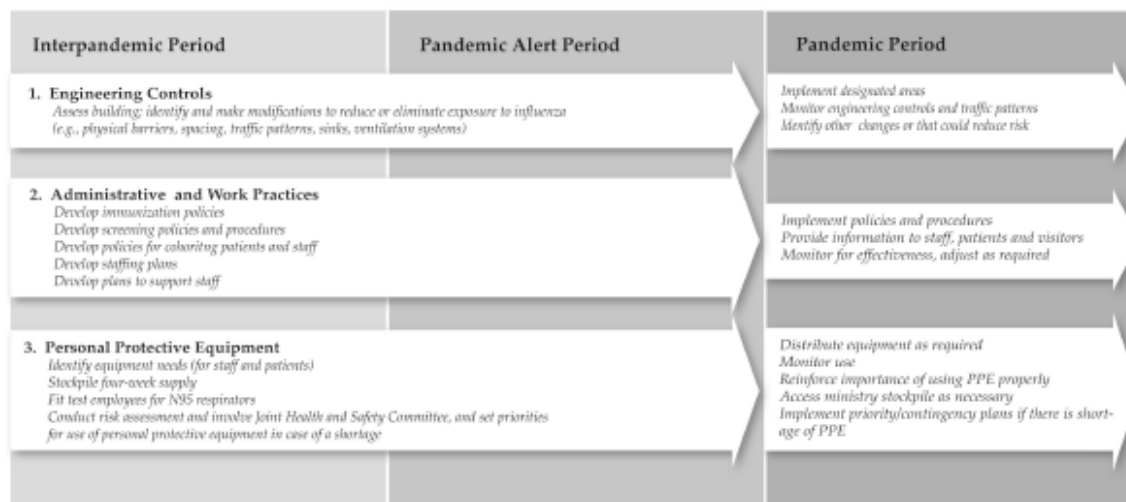 Interpandemic Period
Pandemic Alert Period
Pandemic Period
1. Engineering Controls
Assess building; identify and make modifications to reduce or eliminate exposure to influenza
(e.g., physical barriers, spacing, traffic patterns, sinks, ventilation systems)
Implement designated areas
Monitor engineering controls and traffic patterns
Identify other changes or that could reduce risk
2. Administrative and Work Practices
Develop immunization policies
Develop screening policies and procedures
Develop policies for cohoritng patients and staff
Develop staffing plans
Develop plans to support staff
Implement policies and procedures
Provide information to staff, patients and visitors
Monitor for effectiveness, adjust as required
3. Personal Protective Equipment
Identify equipment needs (for staff and patients)
Stockpile four-week supply
Fit test employees for N95 respirators
Conduct risk assessment and involve Joint Health and Safety Committee, and set priorities
for use of personal protective equipment in case of a shortage
Distribute equipment as required
Monitor use
Reinforce importance of using PPE properly
Access ministry stockpile as necessary
Implement priority/contingency plans if there is short-
age of PPE